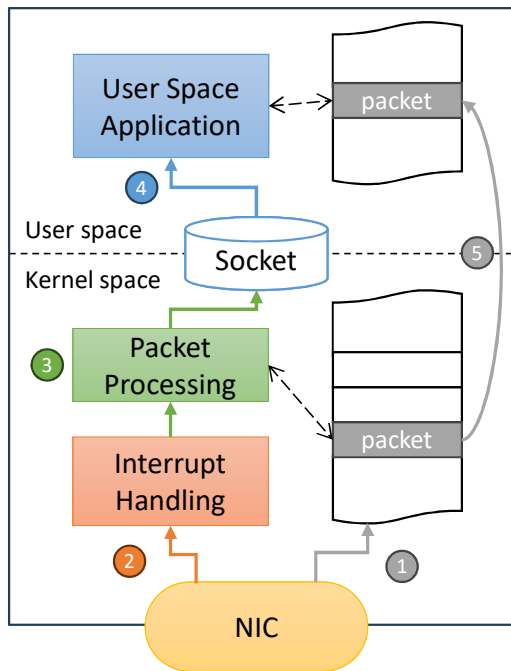 User Space
Application
packet
4
User space
Socket
5
Kernel space
3
Packet
Processing
packet
Interrupt
Handling
2
1
NIC